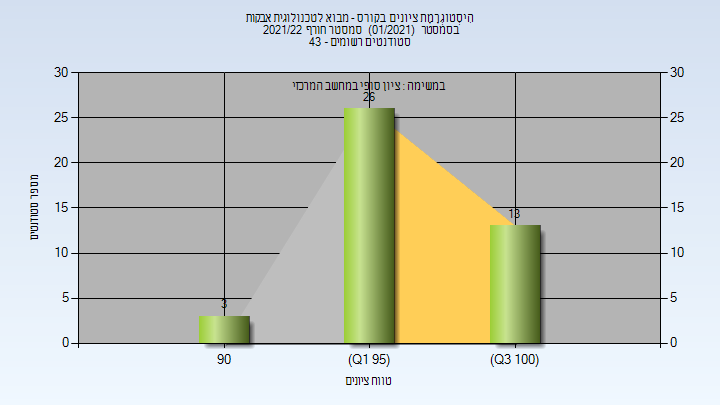 היסטוגרמת ציונים בקורס - מבוא לטכנולוגית אבקות
בסמסטר (01/2021) סמסטר חורף 2021/22
סטודנטים רשומים - 43
במשימה : ציון סופי במחשב המרכזי
30
25
20
15
10
5
0
30
25
20
15
10
5
0
מספר סטודנטים
3
26
13
90
(Q1 95)
(Q3 100)
טווח ציונים